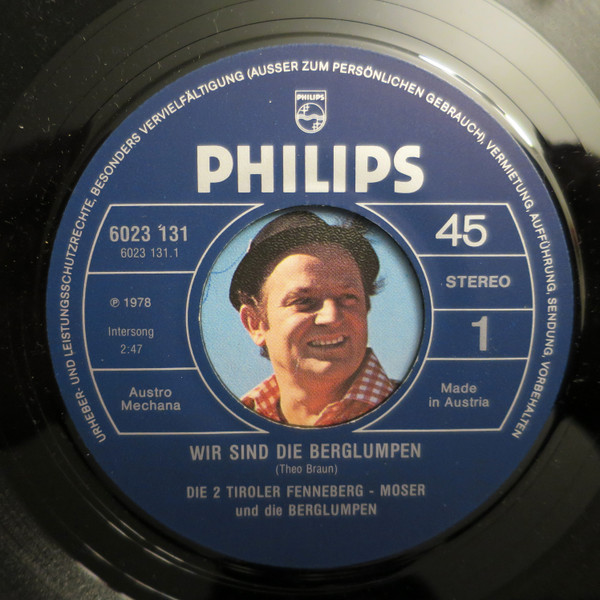 URHEBER- UND LEISTUNGSSCHUTZRECHTE, BESONDERS VERVIELFÄLTIGUNG (AUSSER ZUM PERSÖNLICHEN GEBRAUCH), VERMIETUNG, AUFFÜHRUNG, SENDUNG, VORBEHALTEN
PHILIPS
PHILIPS
6023 131
6023 131.1
℗ 1978
Intersong
2:47
Austro
Mechana
45
STEREO
1
Made
in Austria
WIR SIND DIE BERGLUMPEN
(Theo Braun)
DIE 2 TIROLER FENNEBERG - MOSER
und die BERGLUMPEN